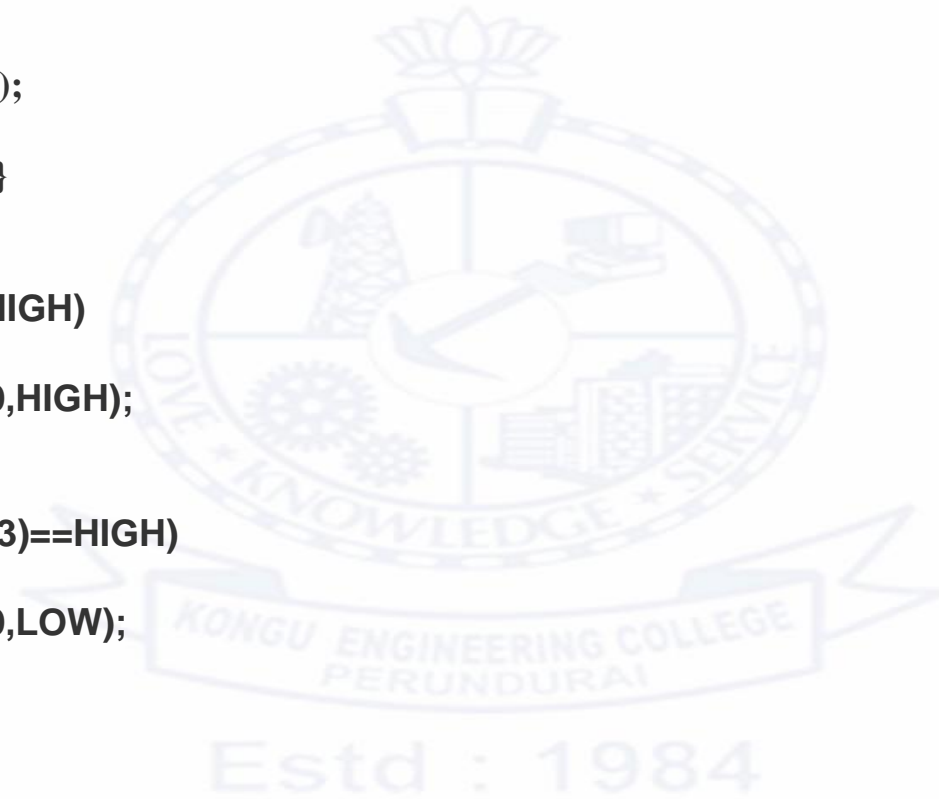 );
}
HIGH)
,HIGH);
3)==HIGH)
,LOW);
LOVE * KNOWLEDGE * SERVICE
KONGU ENGINEERING COLLEGE
PERUNDURAI
Estd : 1984